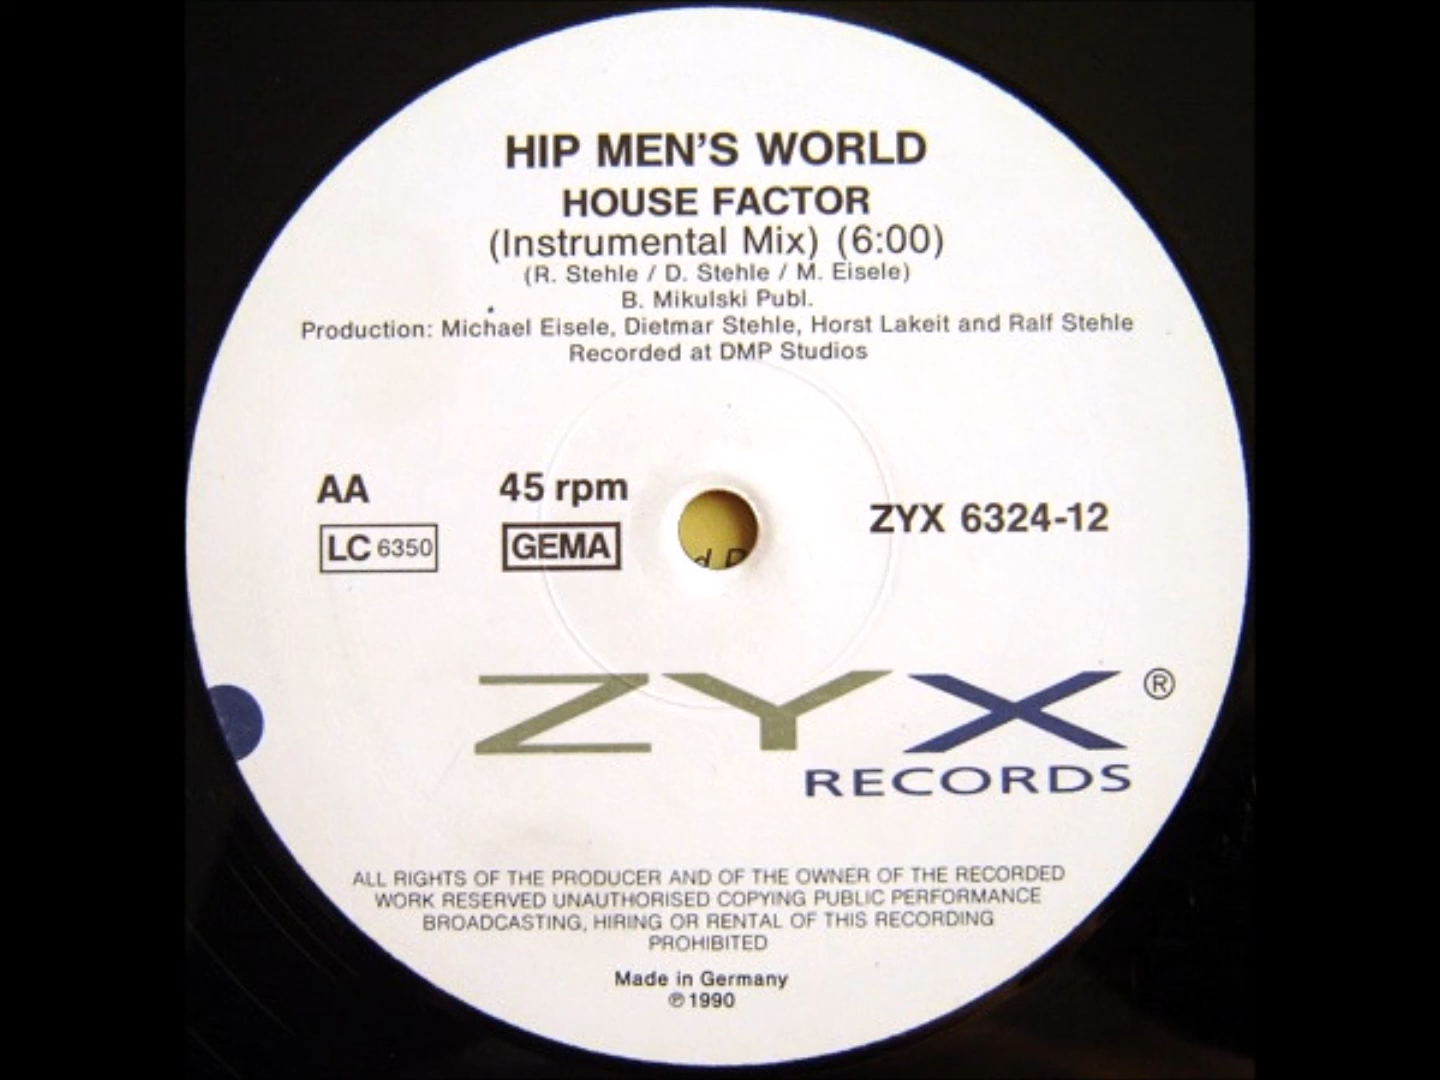 HIP MEN'S WORLD
HOUSE FACTOR
(Instrumental Mix) (6:00)
(R. Stehle / D. Stehle / M. Eisele)
B. Mikulski Publ.
Production: Michael Eisele, Dietmar Stehle, Horst Lakeit and Ralf Stehle
Recorded at DMP Studios
AA 45 rpm
ZYX 6324-12
LC 6350 GEMA
ZYX ®
RECORDS
ALL RIGHTS OF THE PRODUCER AND OF THE OWNER OF THE RECORDED
WORK RESERVED UNAUTHORISED COPYING PUBLIC PERFORMANCE
BROADCASTING, HIRING OR RENTAL OF THIS RECORDING
PROHIBITED
Made in Germany
℗ 1990